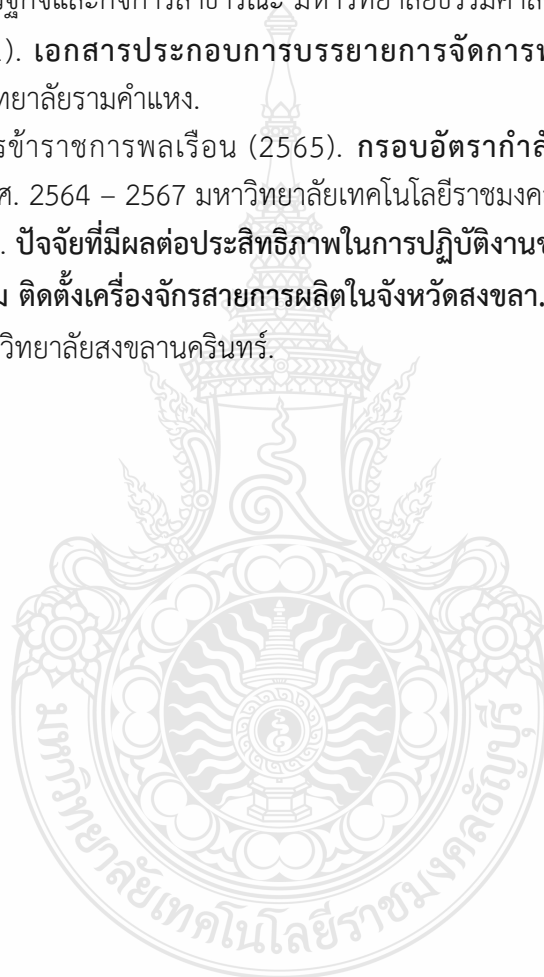 รษฐกิจและกิจการสาธารณะ มหาวิทยาลัยธรรมศาส
). เอกสารประกอบการบรรยายการจัดการท
ทยาลัยรามคำแหง.
รข้าราชการพลเรือน (2565). กรอบอัตรากำลั
ศ. 2564 – 2567 มหาวิทยาลัยเทคโนโลยีราชมงค
. ปัจจัยที่มีผลต่อประสิทธิภาพในการปฏิบัติงานข
ม ติดตั้งเครื่องจักรสายการผลิตในจังหวัดสงขลา.
วิทยาลัยสงขลานครินทร์.
มหาวิทยาลัยเทคโนโลยีราชมงคลธัญบุรี